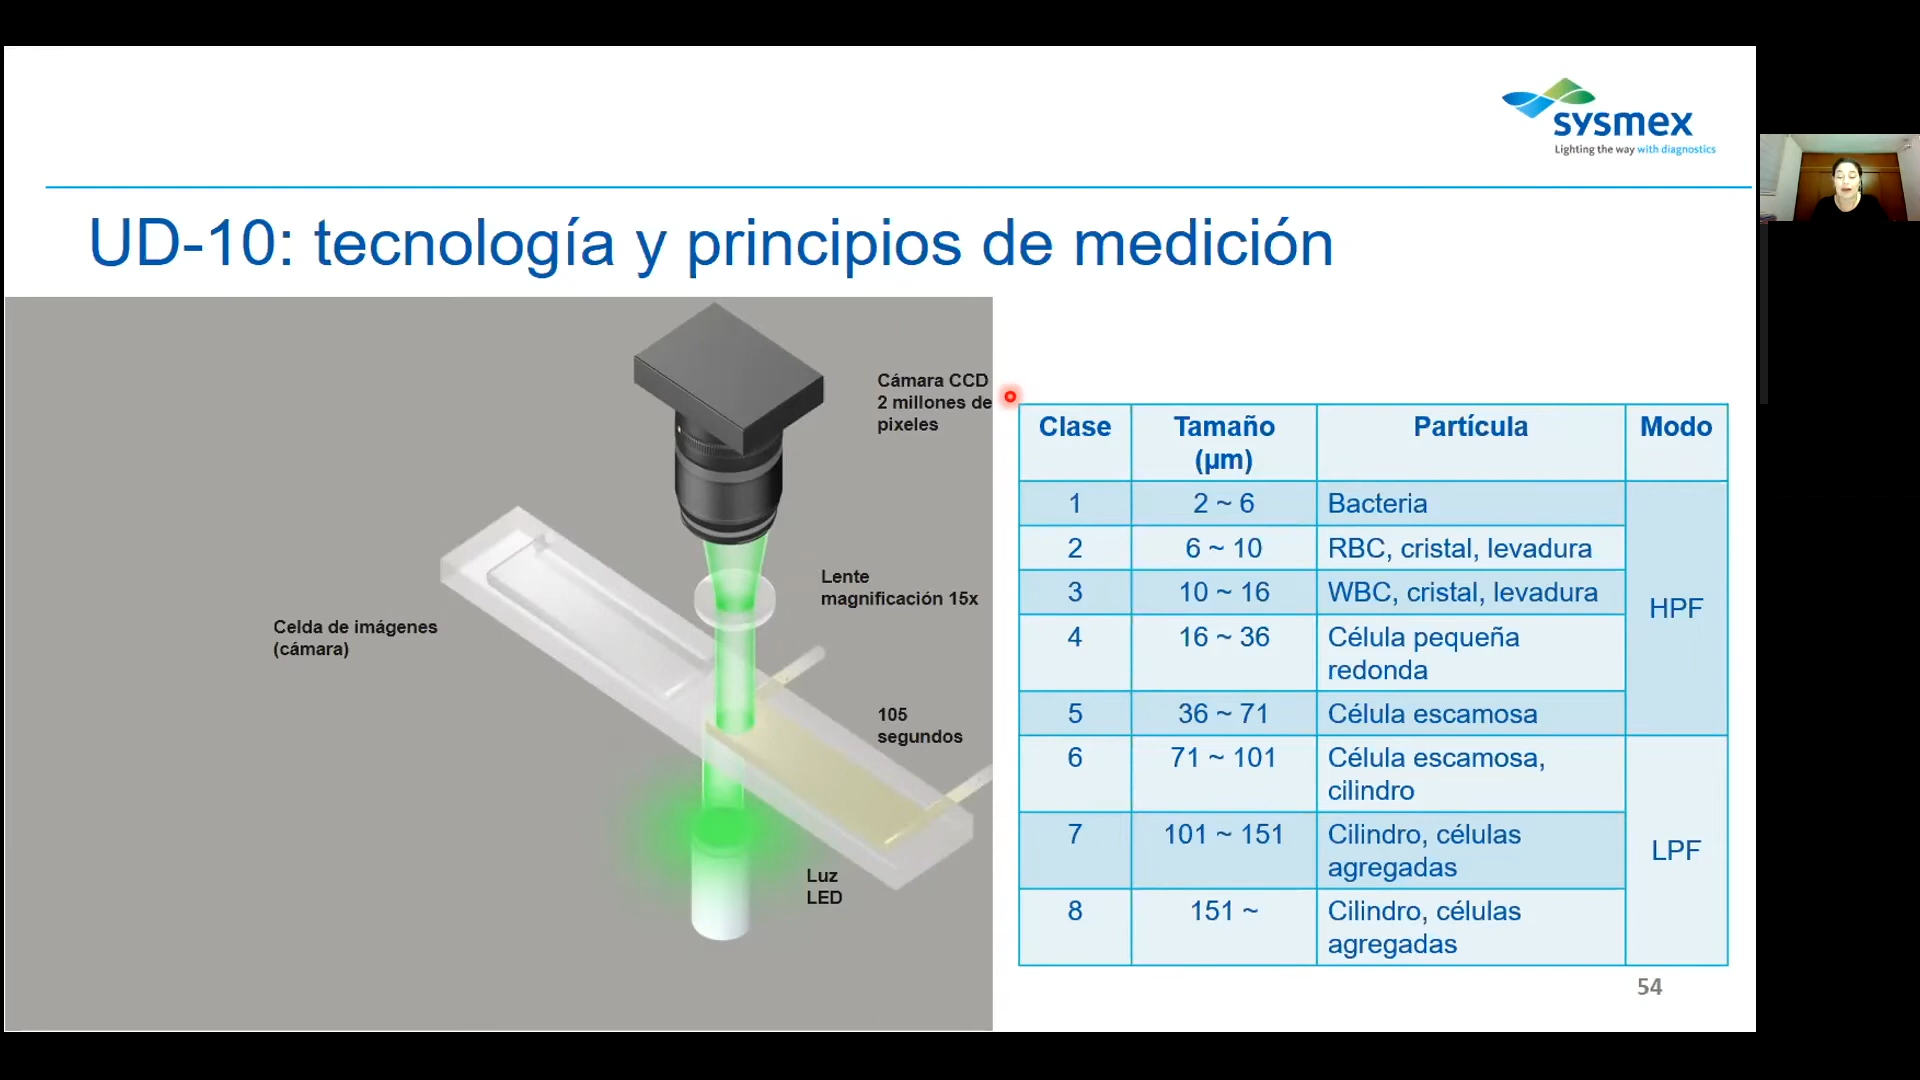 sysmex
Lighting the way with diagnostics
UD-10: tecnología y principios de medición
Cámara CCD
2 millones de
pixeles
Lente
magnificación 15x
Celda de imágenes
(cámara)
105
segundos
Luz
LED
Clase Tamaño (µm) Partícula Modo
1 2 ~ 6 Bacteria HPF
2 6 ~ 10 RBC, cristal, levadura
3 10 ~ 16 WBC, cristal, levadura
4 16 ~ 36 Célula pequeña
redonda
5 36 ~ 71 Célula escamosa
6 71 ~ 101 Célula escamosa,
cilindro LPF
7 101 ~ 151 Cilindro, células
agregadas
8 151 ~ Cilindro, células
agregadas
54